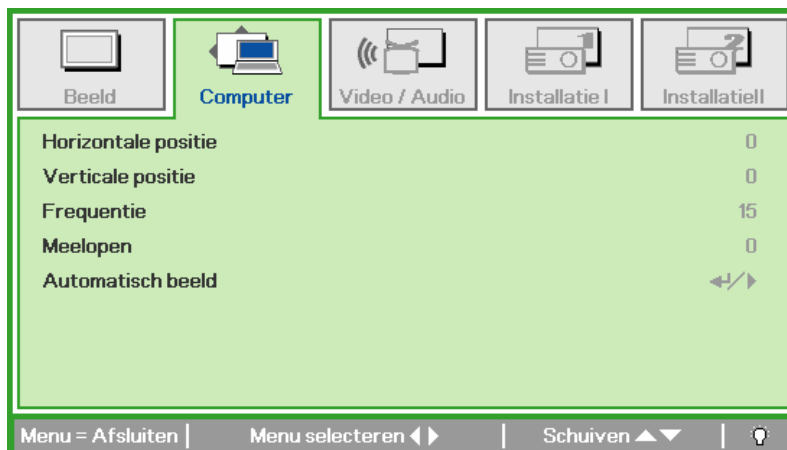 Beeld Computer Video / Audio Installatie I InstallatieII
Horizontale positie 0
Verticale positie 0
Frequentie 15
Meelopen 0
Automatisch beeld
Menu = Afsluiten Menu selecteren Schuiven